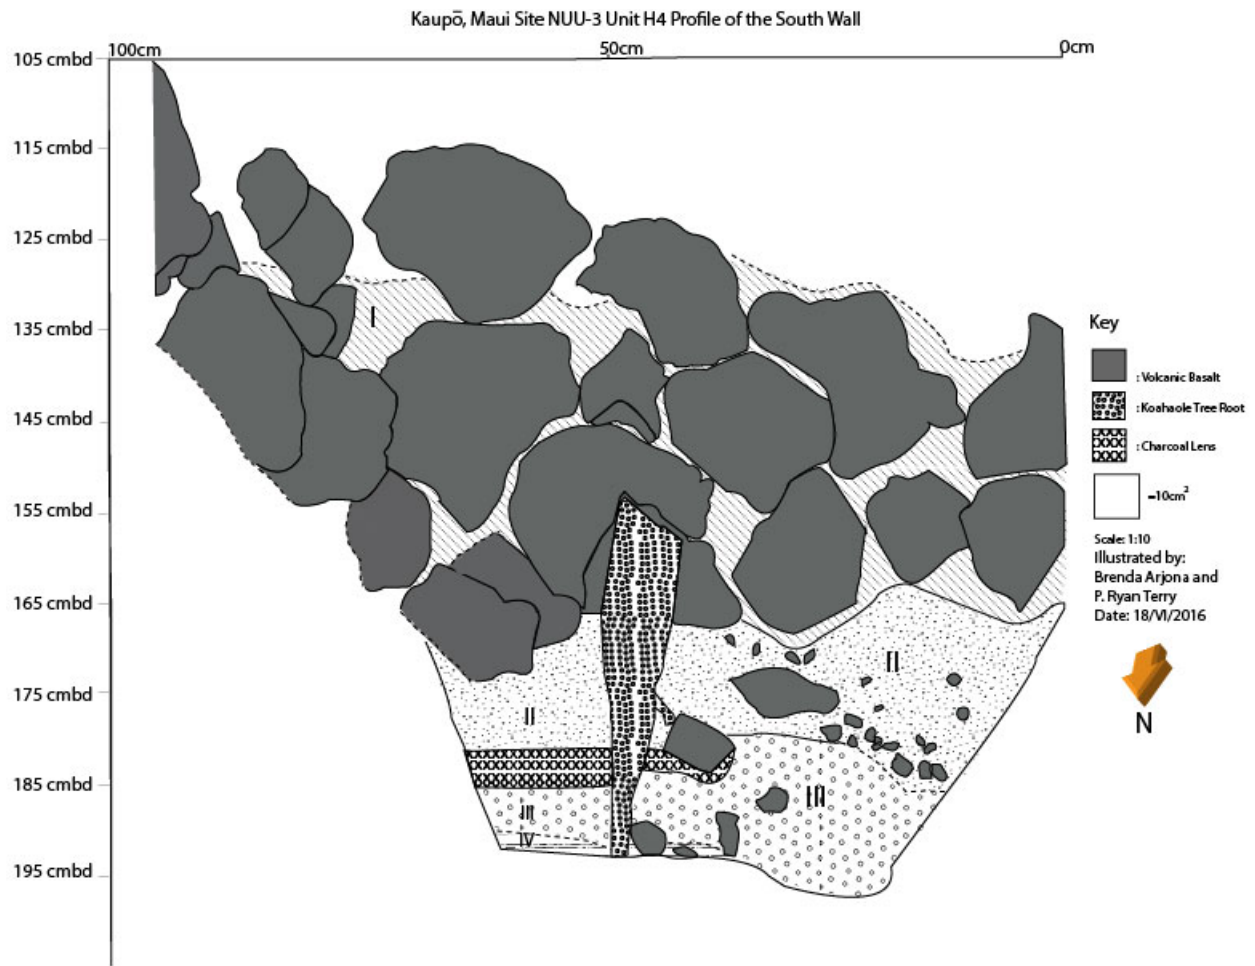 Kaupō, Maui Site NUU-3 Unit H4 Profile of the South Wall
100cm 50cm 0cm
105 cmbd
115 cmbd
125 cmbd
135 cmbd
145 cmbd
155 cmbd
165 cmbd
175 cmbd
185 cmbd
195 cmbd
I
II
II
III
III
IV
Key
: Volcanic Basalt
: Koahaole Tree Root
: Charcoal Lens
=10cm²
Scale: 1:10
Illustrated by:
Brenda Arjona and
P. Ryan Terry
Date: 18/VI/2016
N